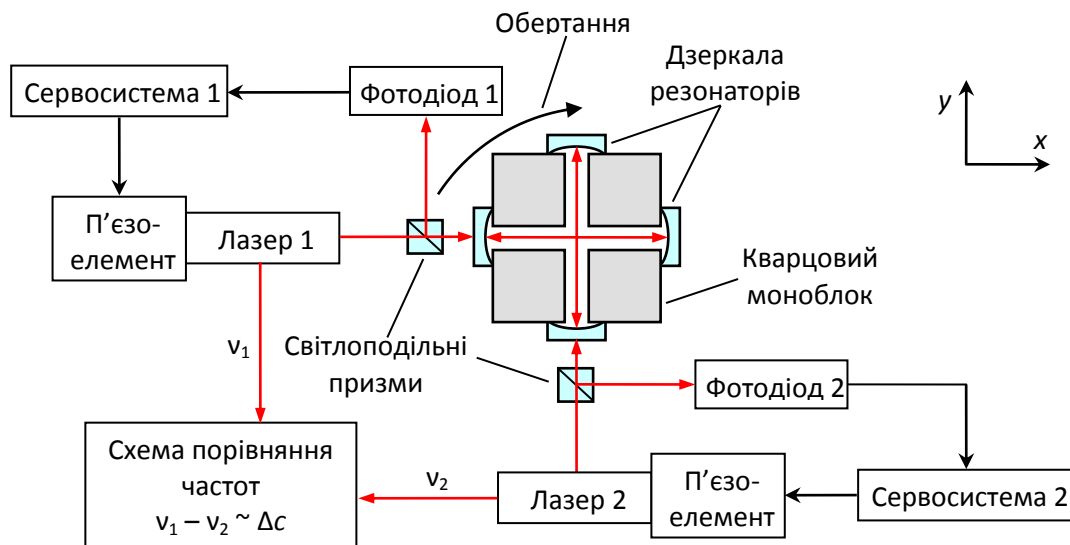 Обертання
Дзеркала
резонаторів
Сервосистема 1
Фотодіод 1
y
x
П’єзо-
елемент
Лазер 1
Кварцовий
моноблок
ν₁
Світлоподільні
призми
Фотодіод 2
Схема порівняння
частот
ν₁ – ν₂ ~ Δc
ν₂
Лазер 2
П’єзо-
елемент
Сервосистема 2